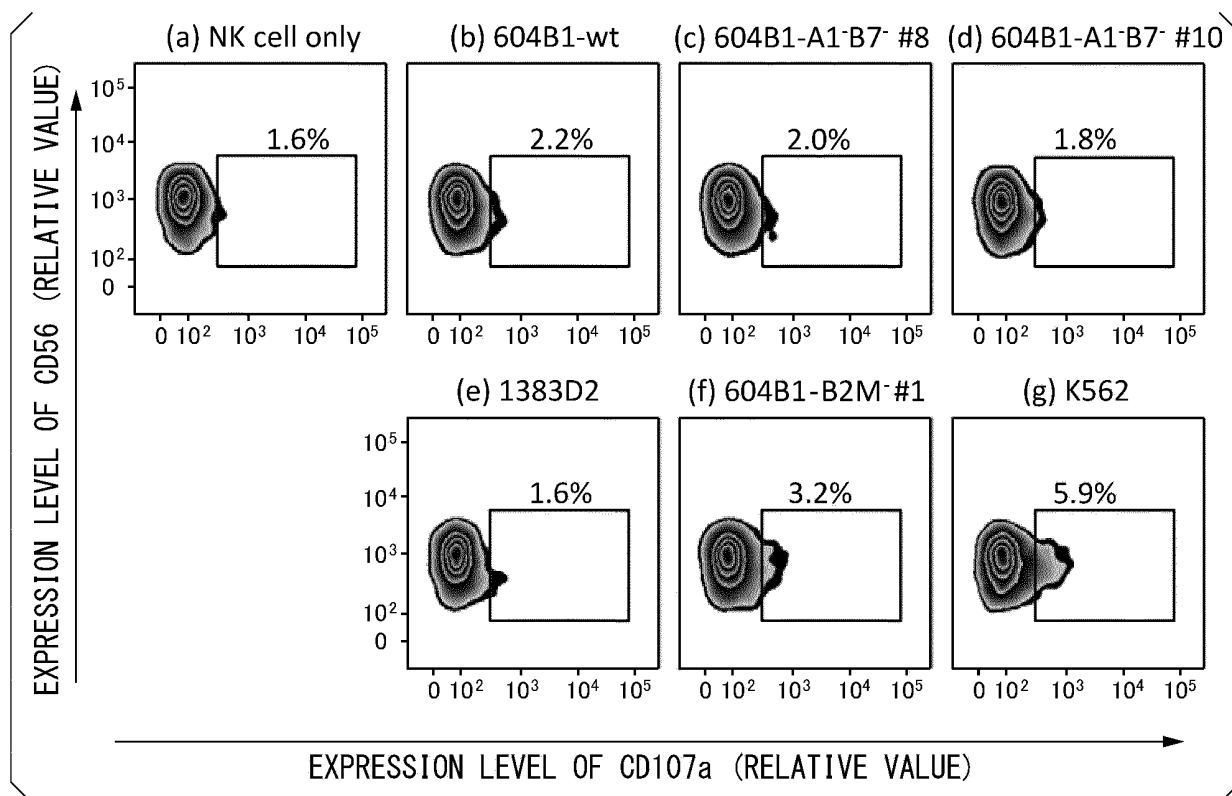 (a) NK cell only
(b) 604B1-wt
(c) 604B1-A1⁻B7⁻ #8
(d) 604B1-A1⁻B7⁻ #10
EXPRESSION LEVEL OF CD56 (RELATIVE VALUE)
10⁵
10⁴
10³
10²
0
1.6%
2.2%
2.0%
1.8%
0 10² 10³ 10⁴ 10⁵
0 10² 10³ 10⁴ 10⁵
0 10² 10³ 10⁴ 10⁵
0 10² 10³ 10⁴ 10⁵
(e) 1383D2
(f) 604B1-B2M⁻ #1
(g) K562
10⁵
10⁴
10³
10²
0
1.6%
3.2%
5.9%
0 10² 10³ 10⁴ 10⁵
0 10² 10³ 10⁴ 10⁵
0 10² 10³ 10⁴ 10⁵
EXPRESSION LEVEL OF CD107a (RELATIVE VALUE)